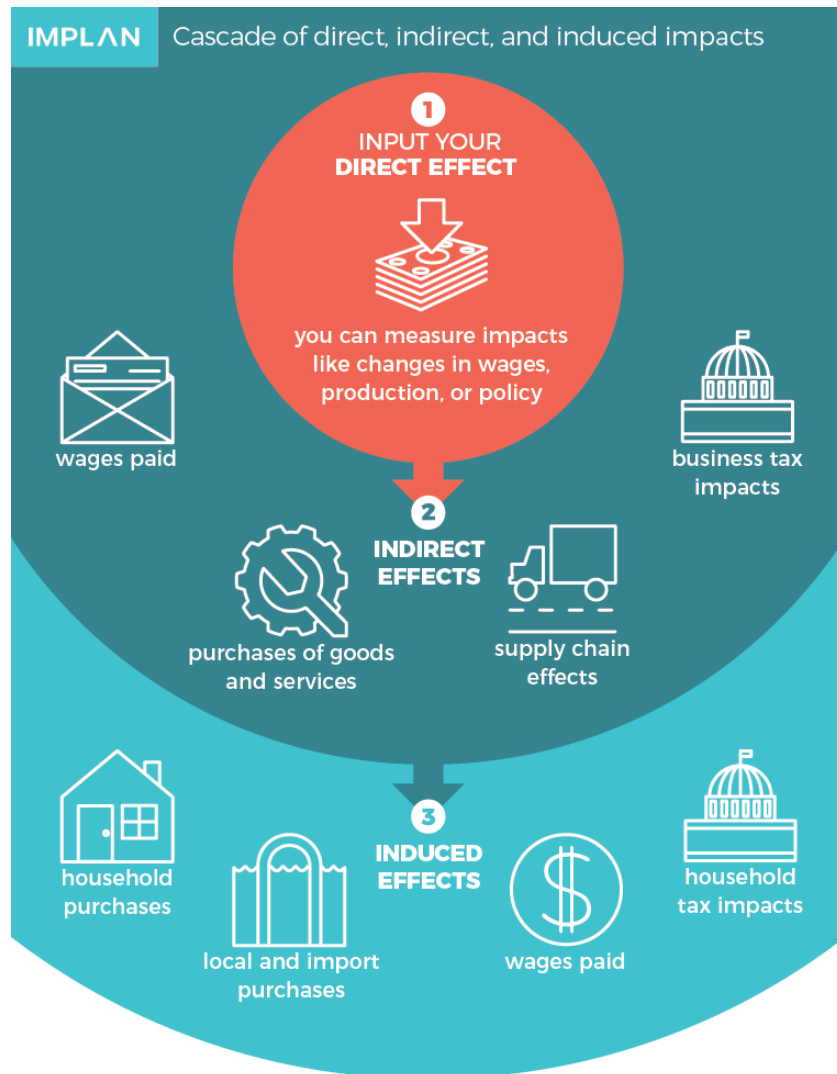 IMPLAN
Cascade of direct, indirect, and induced impacts
1
INPUT YOUR
DIRECT EFFECT
you can measure impacts
like changes in wages,
production, or policy
wages paid
business tax
impacts
2
INDIRECT
EFFECTS
purchases of goods
and services
supply chain
effects
3
INDUCED
EFFECTS
household
purchases
local and import
purchases
wages paid
household
tax impacts